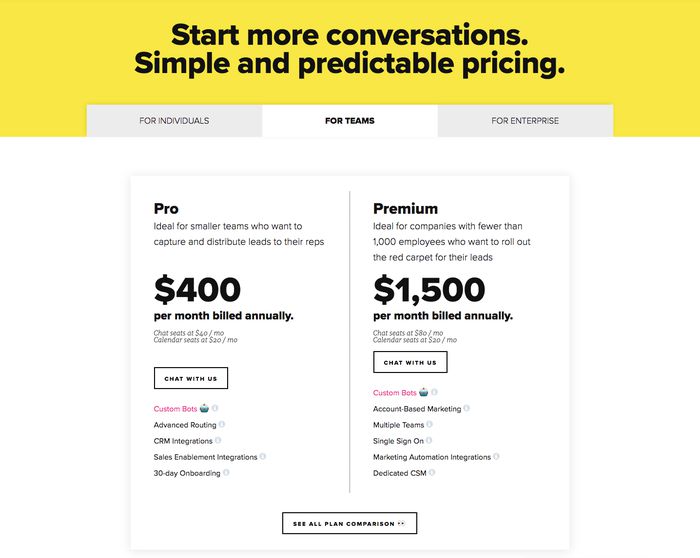 Start more conversations.
Simple and predictable pricing.
FOR INDIVIDUALS
FOR TEAMS
FOR ENTERPRISE
Pro
Ideal for smaller teams who want to
capture and distribute leads to their reps
$400
per month billed annually.
Chat seats at $40 / mo
Calendar seats at $20 / mo
CHAT WITH US
Custom Bots
Advanced Routing
CRM Integrations
Sales Enablement Integrations
30-day Onboarding
Premium
Ideal for companies with fewer than
1,000 employees who want to roll out
the red carpet for their leads
$1,500
per month billed annually.
Chat seats at $80 / mo
Calendar seats at $20 / mo
CHAT WITH US
Custom Bots
Account-Based Marketing
Multiple Teams
Single Sign On
Marketing Automation Integrations
Dedicated CSM
SEE ALL PLAN COMPARISON 👀